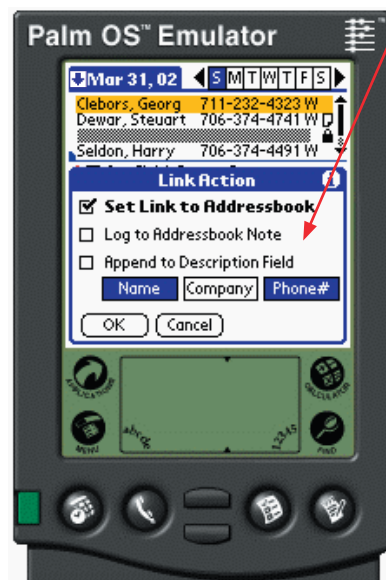 Palm OS™ Emulator
Mar 31, 02 S M T W T F S
Clebors, Georg 711-232-4323 W
Dewar, Steuart 706-374-4741 W
Seldon, Harry 706-374-4491 W
Link Action
Set Link to Addressbook
Log to Addressbook Note
Append to Description Field
Name Company Phone#
OK Cancel
APPLICATIONS CALCULATOR
MENU abcdp 12345 FIND